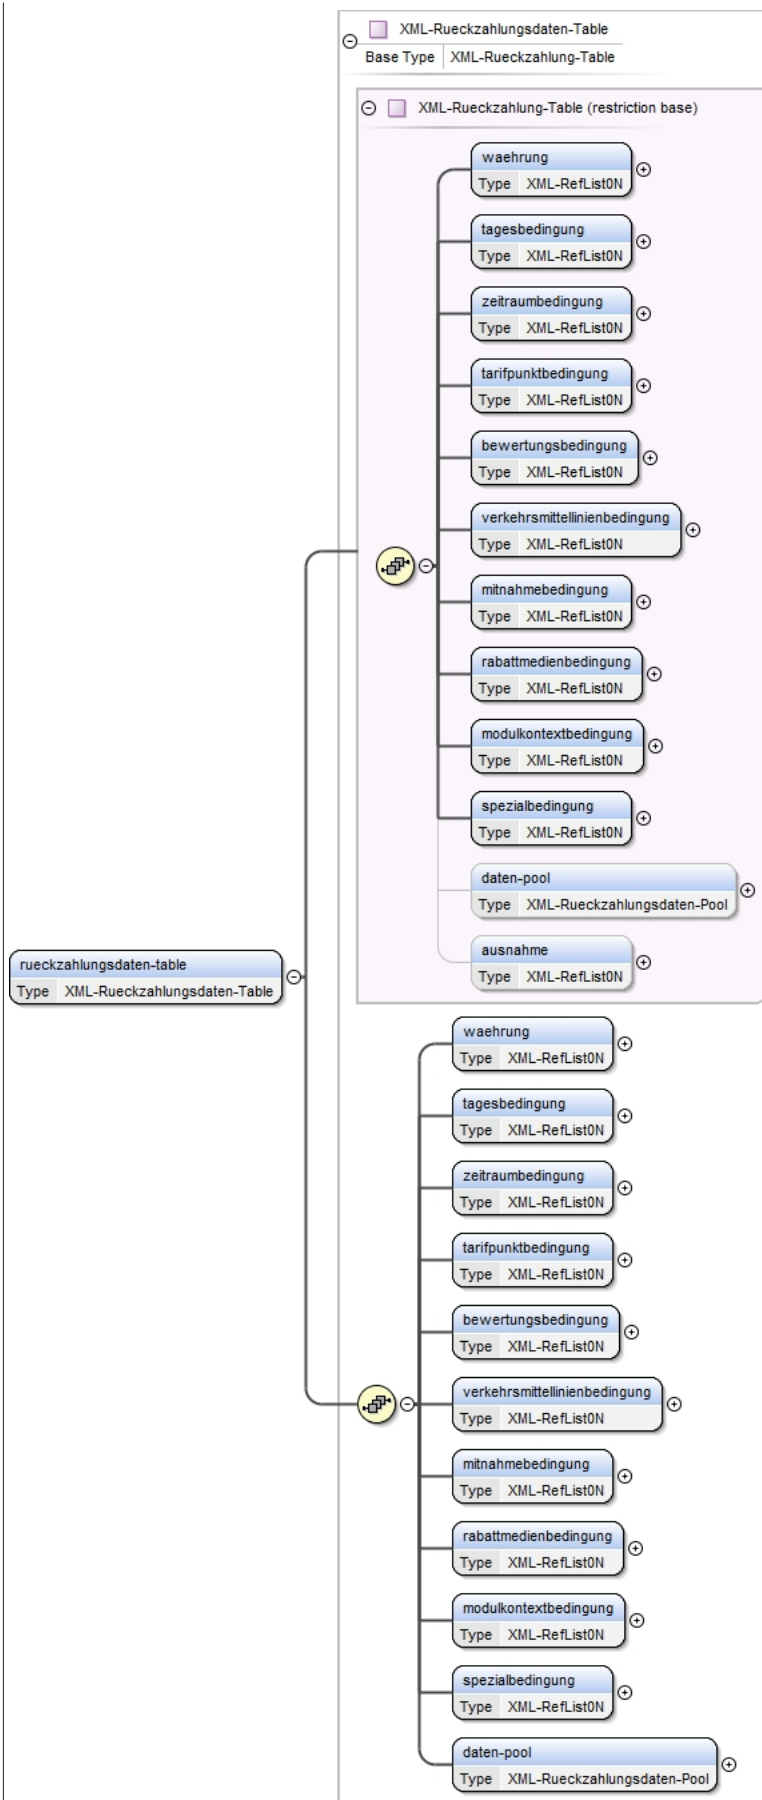 XML-Rueckzahlungsdaten-Table
Base Type XML-Rueckzahlung-Table
XML-Rueckzahlung-Table (restriction base)
waehrung
Type XML-RefList0N
tagesbedingung
Type XML-RefList0N
zeitraumbedingung
Type XML-RefList0N
tarifpunktbedingung
Type XML-RefList0N
bewertungsbedingung
Type XML-RefList0N
verkehrsmittellinienbedingung
Type XML-RefList0N
mitnahmebedingung
Type XML-RefList0N
rabattmedienbedingung
Type XML-RefList0N
modulkontextbedingung
Type XML-RefList0N
spezialbedingung
Type XML-RefList0N
daten-pool
Type XML-Rueckzahlungsdaten-Pool
ausnahme
Type XML-RefList0N
rueckzahlungsdaten-table
Type XML-Rueckzahlungsdaten-Table
waehrung
Type XML-RefList0N
tagesbedingung
Type XML-RefList0N
zeitraumbedingung
Type XML-RefList0N
tarifpunktbedingung
Type XML-RefList0N
bewertungsbedingung
Type XML-RefList0N
verkehrsmittellinienbedingung
Type XML-RefList0N
mitnahmebedingung
Type XML-RefList0N
rabattmedienbedingung
Type XML-RefList0N
modulkontextbedingung
Type XML-RefList0N
spezialbedingung
Type XML-RefList0N
daten-pool
Type XML-Rueckzahlungsdaten-Pool